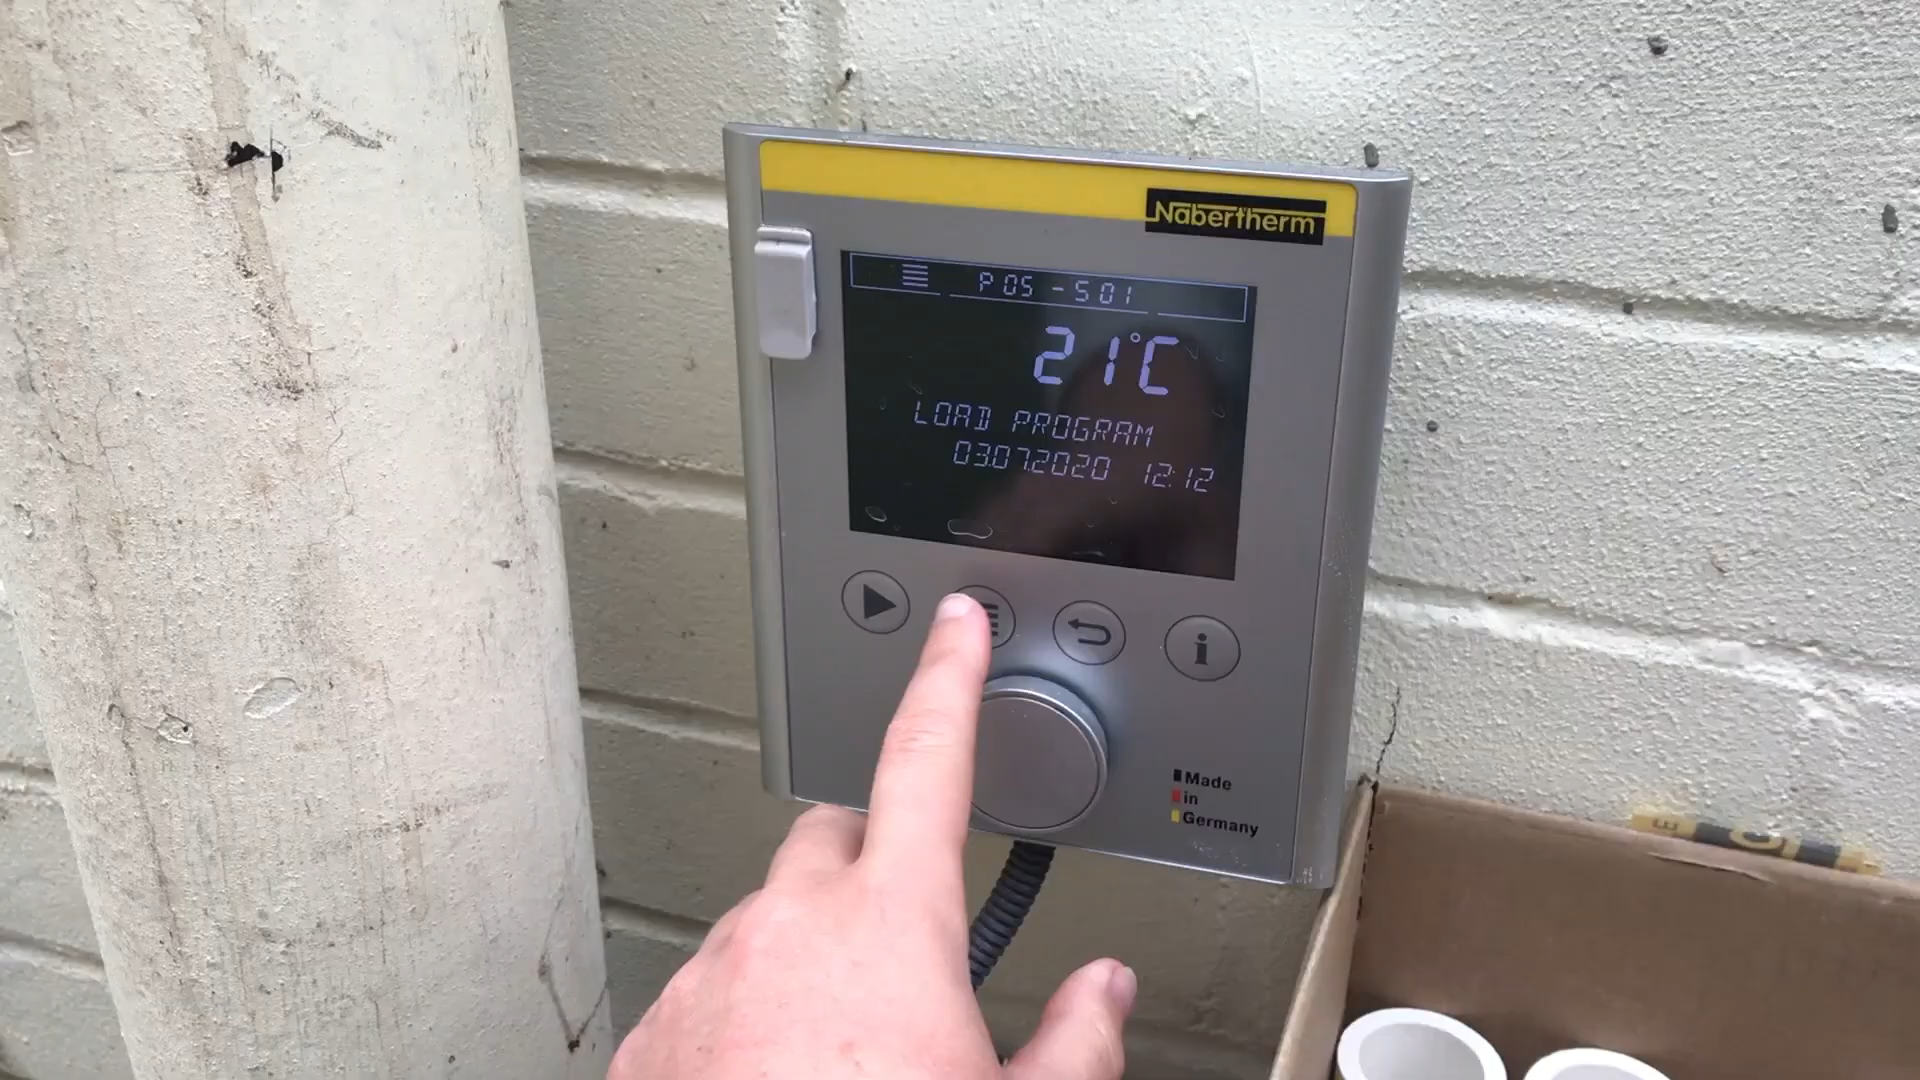 Nabertherm
P05 -S01
21°C
LOAD PROGRAM
03.07.2020 12:12
i
Made
in
Germany